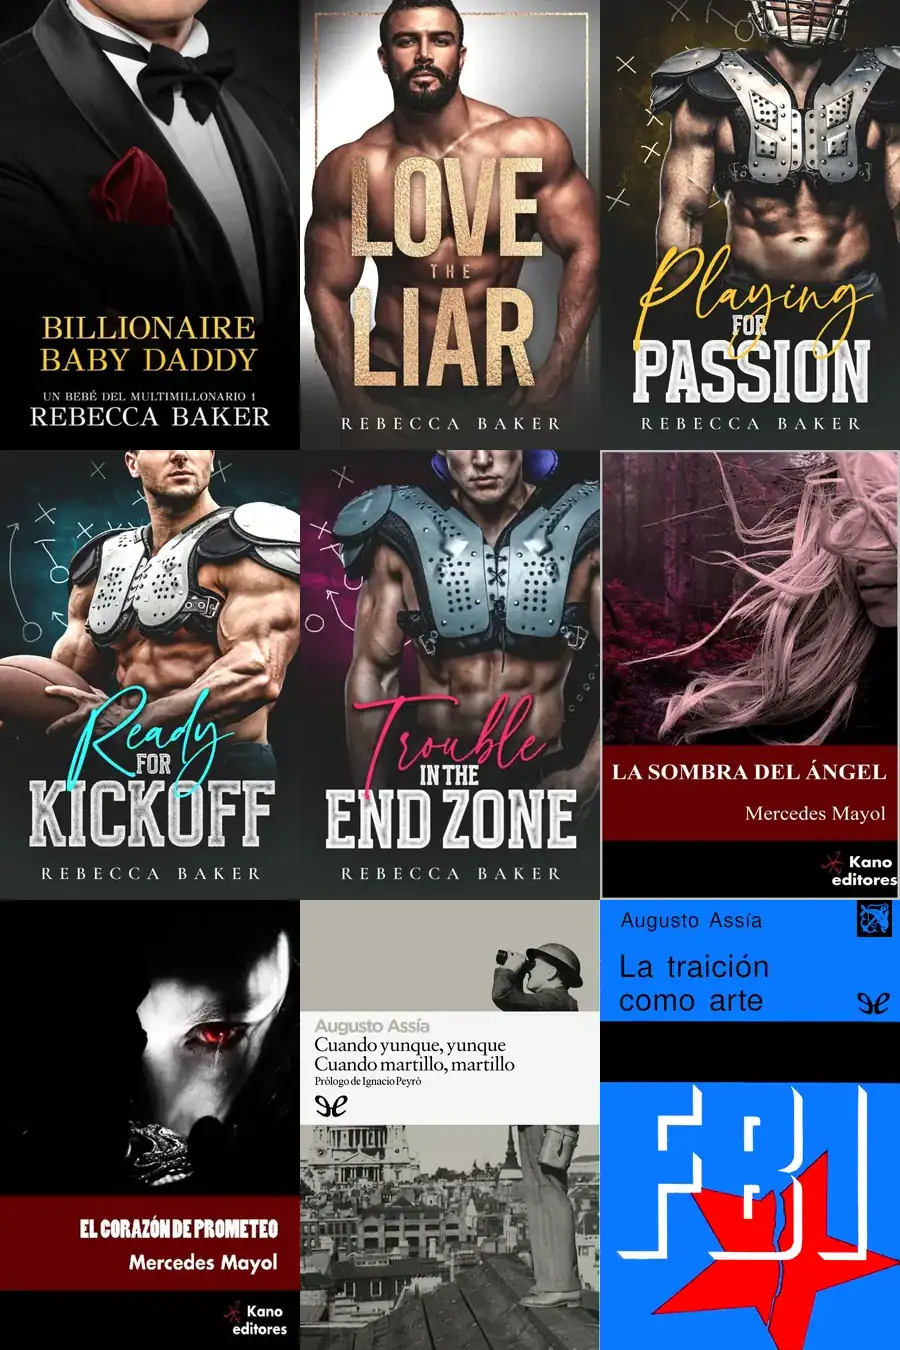 BILLIONAIRE
BABY DADDY
UN BEBÉ DEL MULTIMILLONARIO 1
REBECCA BAKER
LOVE
THE
LIAR
REBECCA BAKER
Playing
FOR
PASSION
REBECCA BAKER
Ready
FOR
KICKOFF
REBECCA BAKER
Trouble
IN THE
END ZONE
REBECCA BAKER
LA SOMBRA DEL ÁNGEL
Mercedes Mayol
Kano
editores
EL CORAZÓN DE PROMETEO
Mercedes Mayol
Kano
editores
Augusto Assía
Cuando yunque, yunque
Cuando martillo, martillo
Prólogo de Ignacio Peyró
Augusto Assía
La traición
como arte
FBI